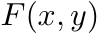 F(x, y)